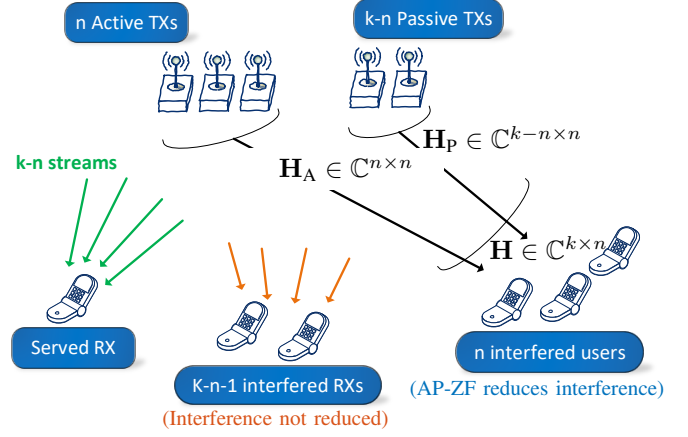 n Active TXs
k-n Passive TXs
H_P ∈ ℂ^{k−n×n}
H_A ∈ ℂ^{n×n}
k-n streams
H ∈ ℂ^{k×n}
Served RX
n interfered users
K-n-1 interfered RXs
(AP-ZF reduces interference)
(Interference not reduced)